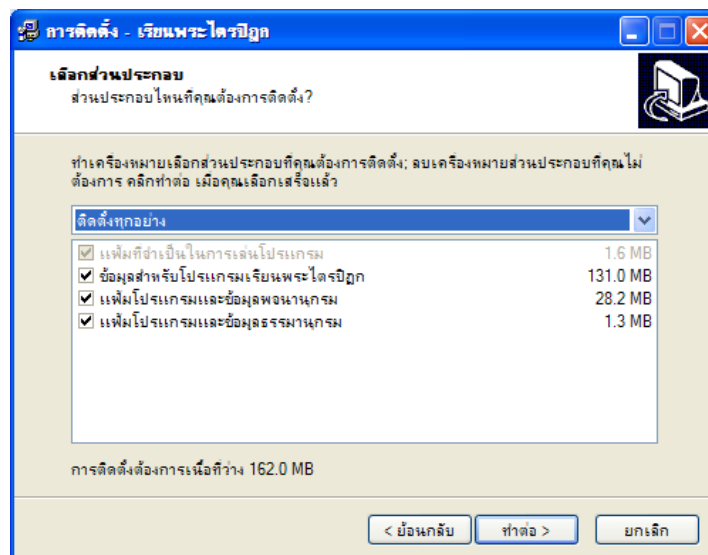 การติดตั้ง - เรียนพระไตรปิฎก
เลือกส่วนประกอบ
ส่วนประกอบไหนที่คุณต้องการติดตั้ง?
ทำเครื่องหมายเลือกส่วนประกอบที่คุณต้องการติดตั้ง; ลบเครื่องหมายส่วนประกอบที่คุณไม่
ต้องการ คลิกทำต่อ เมื่อคุณเลือกเสร็จแล้ว
ติดตั้งทุกอย่าง
แฟ้มที่จำเป็นในการเล่นโปรแกรม 1.6 MB
ข้อมูลสำหรับโปรแกรมเรียนพระไตรปิฎก 131.0 MB
แฟ้มโปรแกรมและข้อมูลพจนานุกรม 28.2 MB
แฟ้มโปรแกรมและข้อมูลธรรมานุกรม 1.3 MB
การติดตั้งต้องการเนื้อที่ว่าง 162.0 MB
< ย้อนกลับ ทำต่อ > ยกเลิก